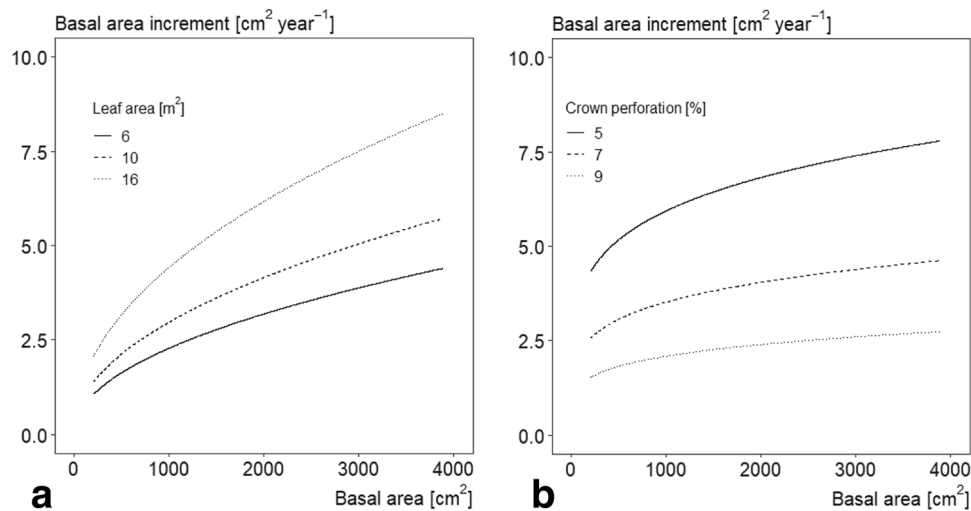 Basal area increment [cm² year⁻¹]
10.0
7.5
5.0
2.5
0.0
Leaf area [m²]
6
10
16
0 1000 2000 3000 4000
Basal area [cm²]
a
Basal area increment [cm² year⁻¹]
10.0
7.5
5.0
2.5
0.0
Crown perforation [%]
5
7
9
0 1000 2000 3000 4000
Basal area [cm²]
b